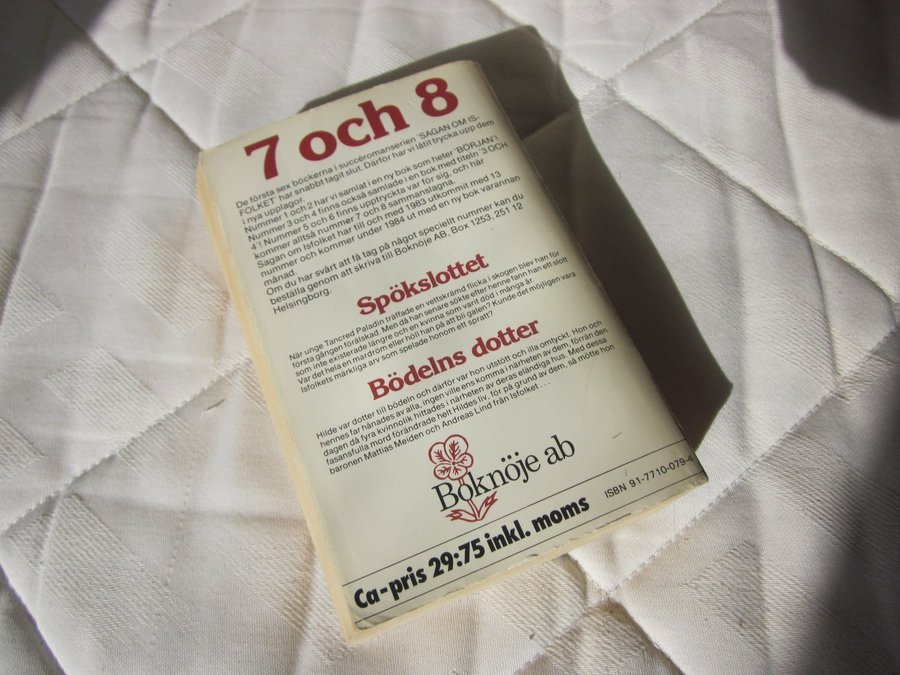 7 och 8
De första sex böckerna i succéromanserien 'SAGAN OM IS-
FOLKET' har snabbt tagit slut. Därför har vi låtit trycka upp dem
i nya upplagor.
Nummer 1 och 2 har vi samlat i en ny bok som heter 'BÖRJAN'!
Nummer 3 och 4 finns också samlade i en bok med titeln '3 OCH
4'! Nummer 5 och 6 finns upptryckta var för sig, och här
kommer alltså nummer 7 och 8 sammanslagna.
Sagan om Isfolket har till och med 1983 utkommit med 13
nummer och kommer under 1984 ut med en ny bok varannan
månad.
Om du har svårt att få tag på något speciellt nummer kan du
beställa genom att skriva till Boknöje AB, Box 1253, 251 12
Helsingborg.
Spökslottet
När unge Tancred Paladin träffade en vettskrämd flicka i skogen blev han för
första gången förälskad. Men då han senare sökte efter henne fann han ett slott
som inte existerade längre och en kvinna som varit död i många år.
Var det hela en mardröm eller höll han på att bli galen? Kunde det möjligen vara
Isfolkets märkliga arv som spelade honom ett spratt?
Bödelns dotter
Hilde var dotter till bödeln och därför var hon utstött och illa omtyckt. Hon och
hennes far hånades av alla, ingen ville ens komma i närheten av dem, förrän den
dagen då fyra kvinnolik hittades i närheten av deras eländiga hus. Med dessa
fasansfulla mord förändrade helt Hildes liv, för på grund av dem, så mötte hon
baronen Mattias Meiden och Andreas Lind från Isfolket . . .
Boknöje ab
ISBN 91-7710-079-4
Ca-pris 29:75 inkl. moms